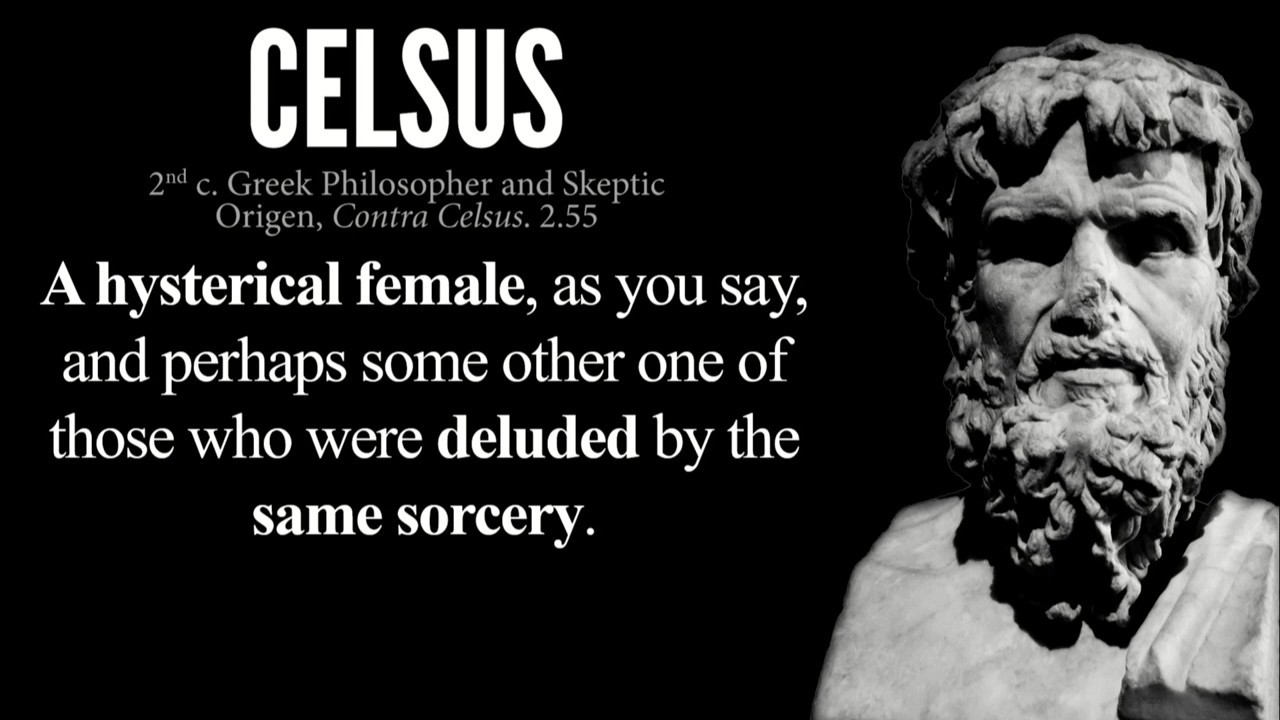 CELSUS
2nd c. Greek Philosopher and Skeptic
Origen, Contra Celsus. 2.55
A hysterical female, as you say,
and perhaps some other one of
those who were deluded by the
same sorcery.